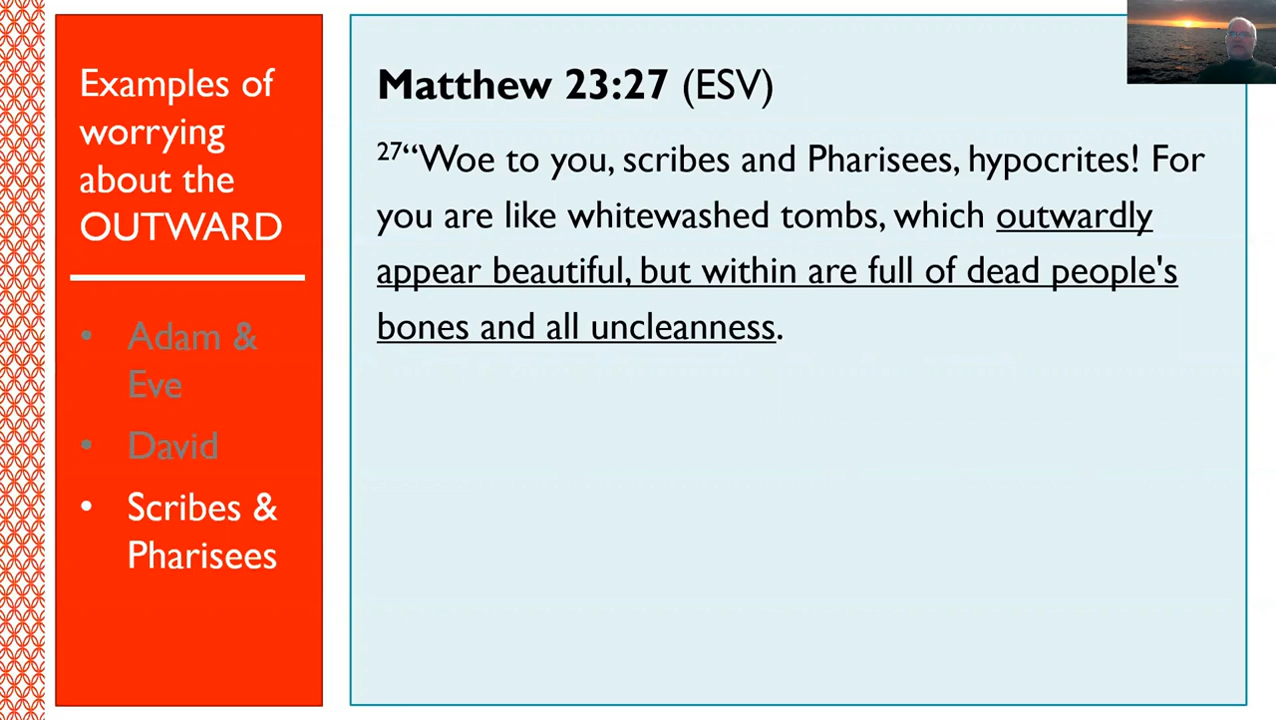 Examples of
worrying
about the
OUTWARD
• Adam &
Eve
• David
• Scribes &
Pharisees
Matthew 23:27 (ESV)
27“Woe to you, scribes and Pharisees, hypocrites! For
you are like whitewashed tombs, which outwardly
appear beautiful, but within are full of dead people's
bones and all uncleanness.